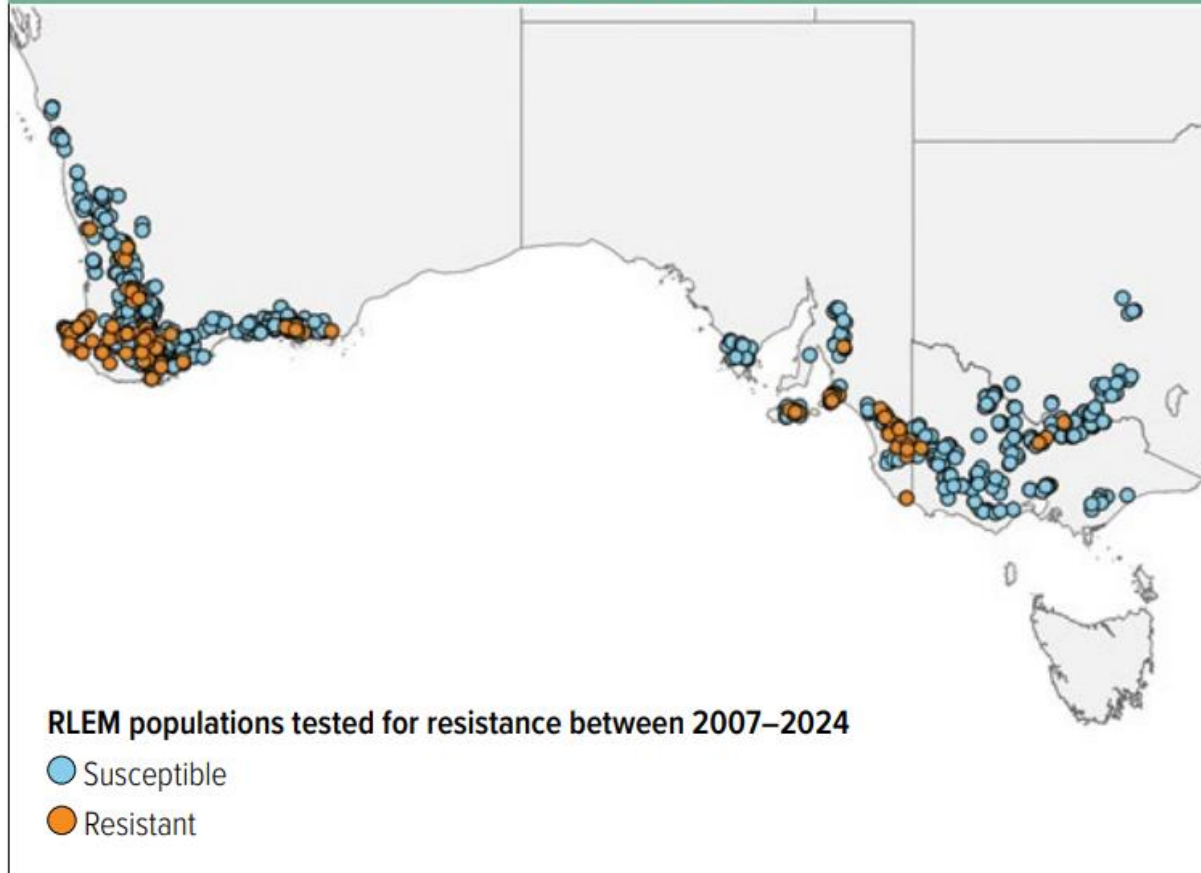 RLEM populations tested for resistance between 2007–2024
Susceptible
Resistant